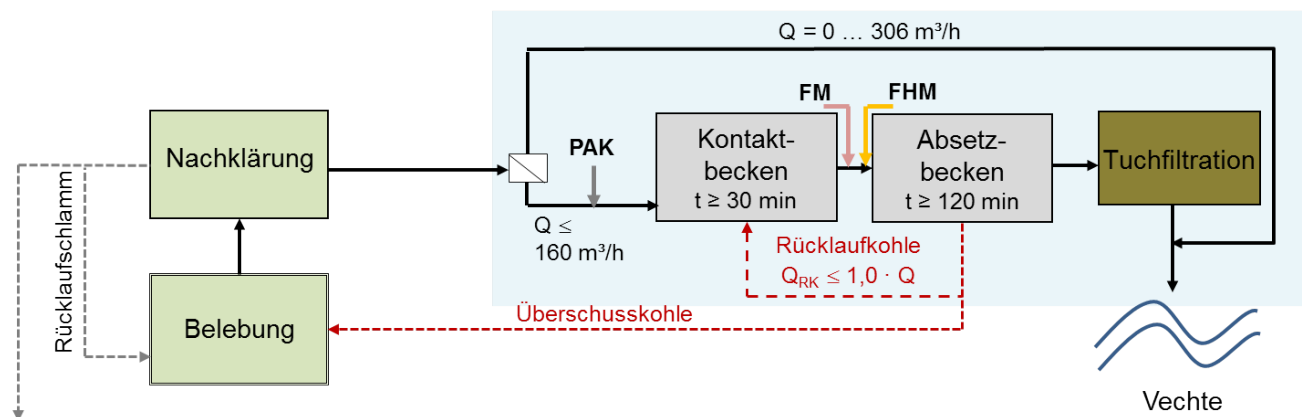 Q = 0 … 306 m³/h
FM
FHM
Nachklärung
PAK
Kontakt-
becken
t ≥ 30 min
Absetz-
becken
t ≥ 120 min
Tuchfiltration
Q ≤
160 m³/h
Rücklaufkohle
Q_RK ≤ 1,0 · Q
Rücklaufschlamm
Belebung
Überschusskohle
Vechte